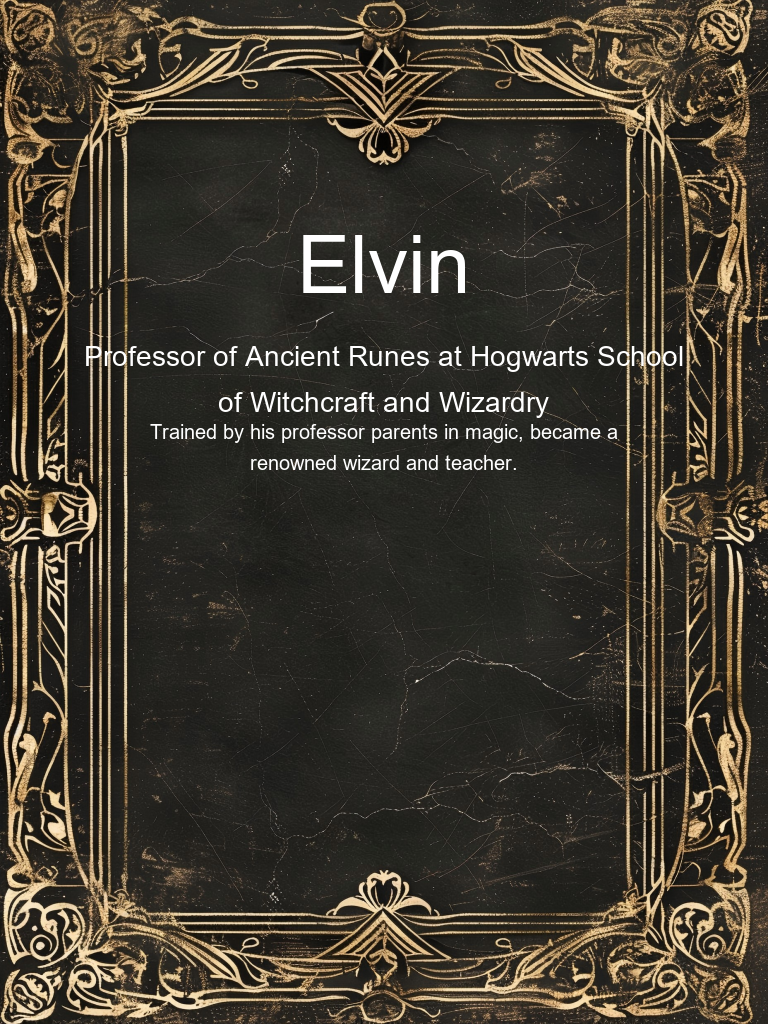 Elvin
Professor of Ancient Runes at Hogwarts School
of Witchcraft and Wizardry
Trained by his professor parents in magic, became a
renowned wizard and teacher.